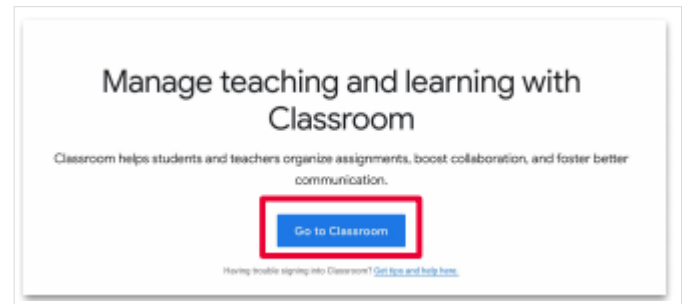 Manage teaching and learning with
Classroom
Classroom helps students and teachers organize assignments, boost collaboration, and foster better
communication.
Go to Classroom
Having trouble signing into Classroom? Get tips and help here.